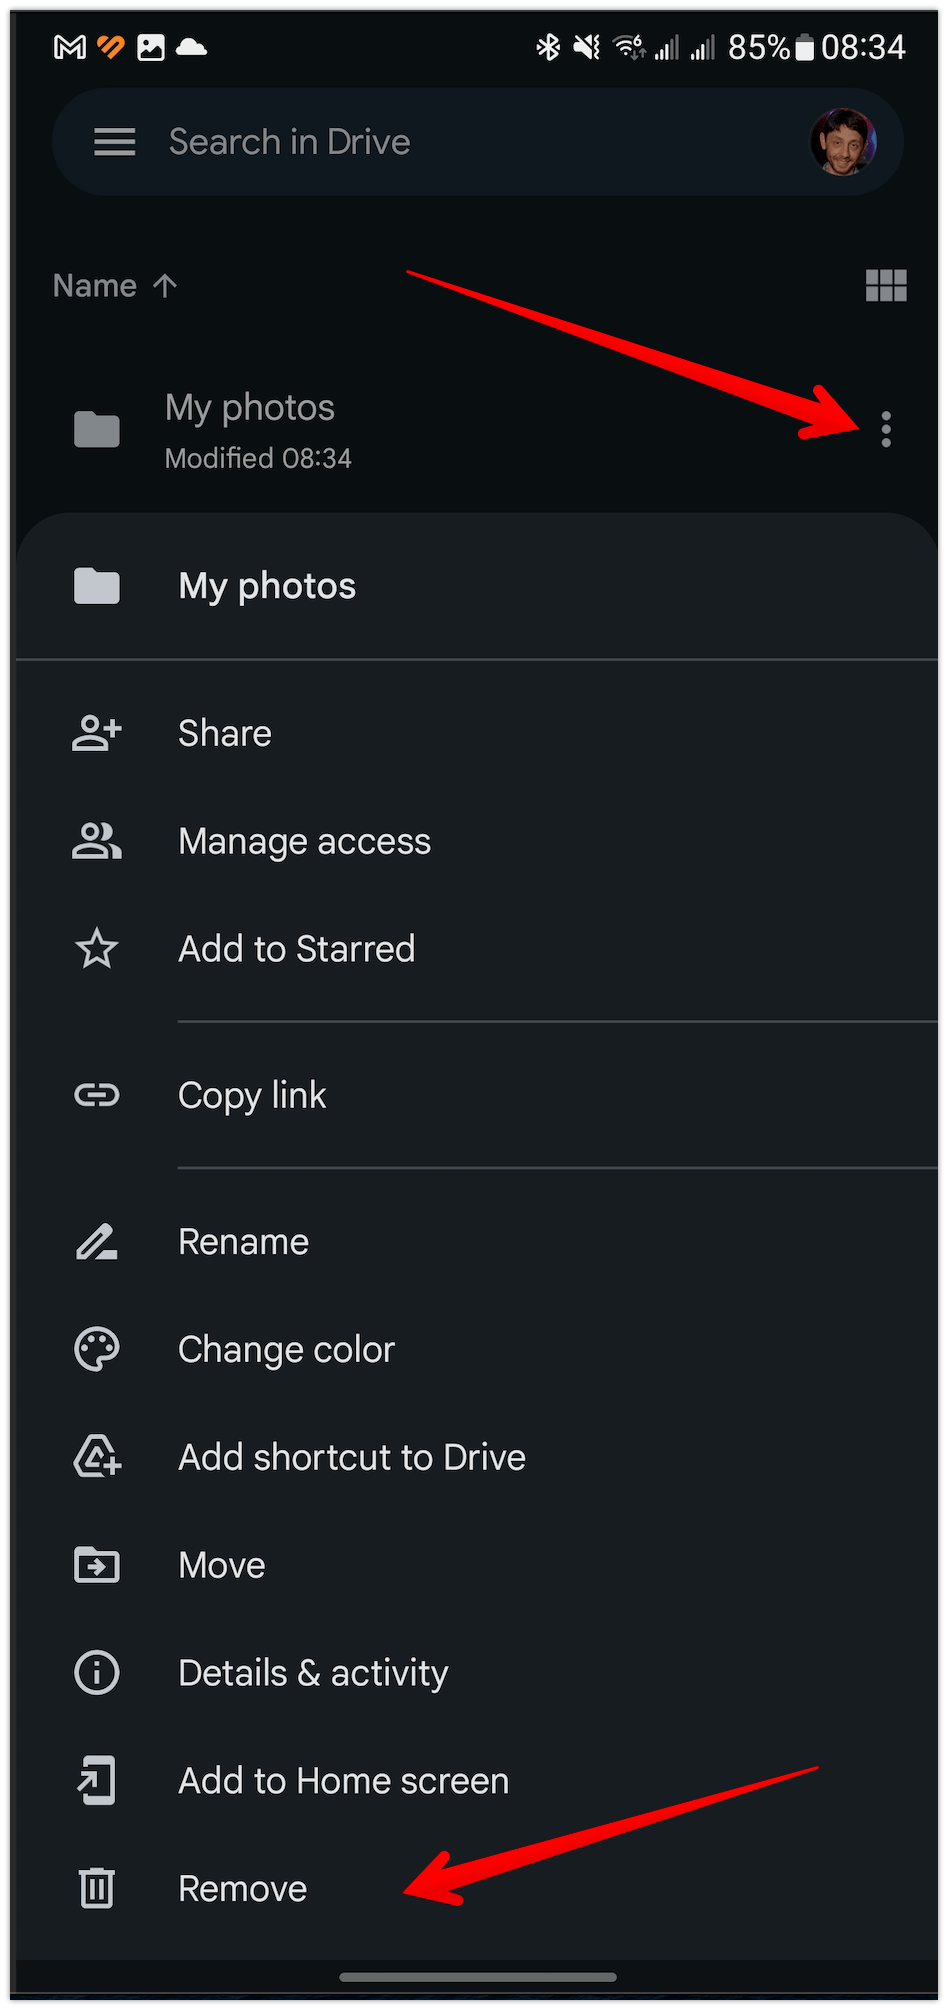 85% 08:34
Search in Drive
Name
My photos
Modified 08:34
My photos
Share
Manage access
Add to Starred
Copy link
Rename
Change color
Add shortcut to Drive
Move
Details & activity
Add to Home screen
Remove